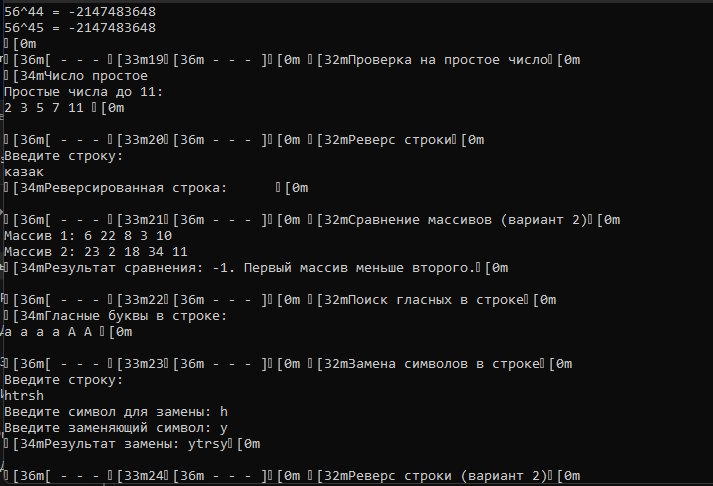 56^44 = -2147483648
56^45 = -2147483648
[0m
[36m[ - - - [33m19[36m - - - ][0m [32mПроверка на простое число[0m
[34mЧисло простое
Простые числа до 11:
2 3 5 7 11 [0m
[36m[ - - - [33m20[36m - - - ][0m [32mРеверс строки[0m
Введите строку:
казак
[34mРеверсированная строка:      [0m
[36m[ - - - [33m21[36m - - - ][0m [32mСравнение массивов (вариант 2)[0m
Массив 1: 6 22 8 3 10
Массив 2: 23 2 18 34 11
[34mРезультат сравнения: -1. Первый массив меньше второго.[0m
[36m[ - - - [33m22[36m - - - ][0m [32mПоиск гласных в строке[0m
[34mГласные буквы в строке:
a a a a A A [0m
[36m[ - - - [33m23[36m - - - ][0m [32mЗамена символов в строке[0m
Введите строку:
htrsh
Введите символ для замены: h
Введите заменяющий символ: y
[34mРезультат замены: ytrsy[0m
[36m[ - - - [33m24[36m - - - ][0m [32mРеверс строки (вариант 2)[0m